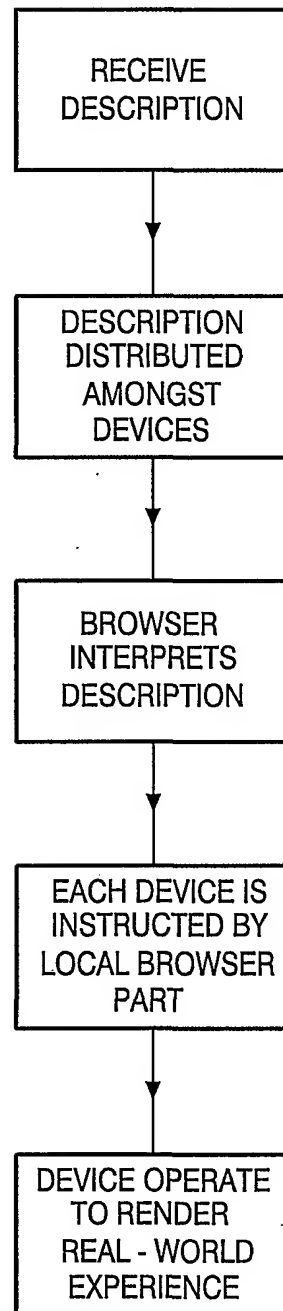 RECEIVE
DESCRIPTION
DESCRIPTION
DISTRIBUTED
AMONGST
DEVICES
BROWSER
INTERPRETS
DESCRIPTION
EACH DEVICE IS
INSTRUCTED BY
LOCAL BROWSER
PART
DEVICE OPERATE
TO RENDER
REAL - WORLD
EXPERIENCE